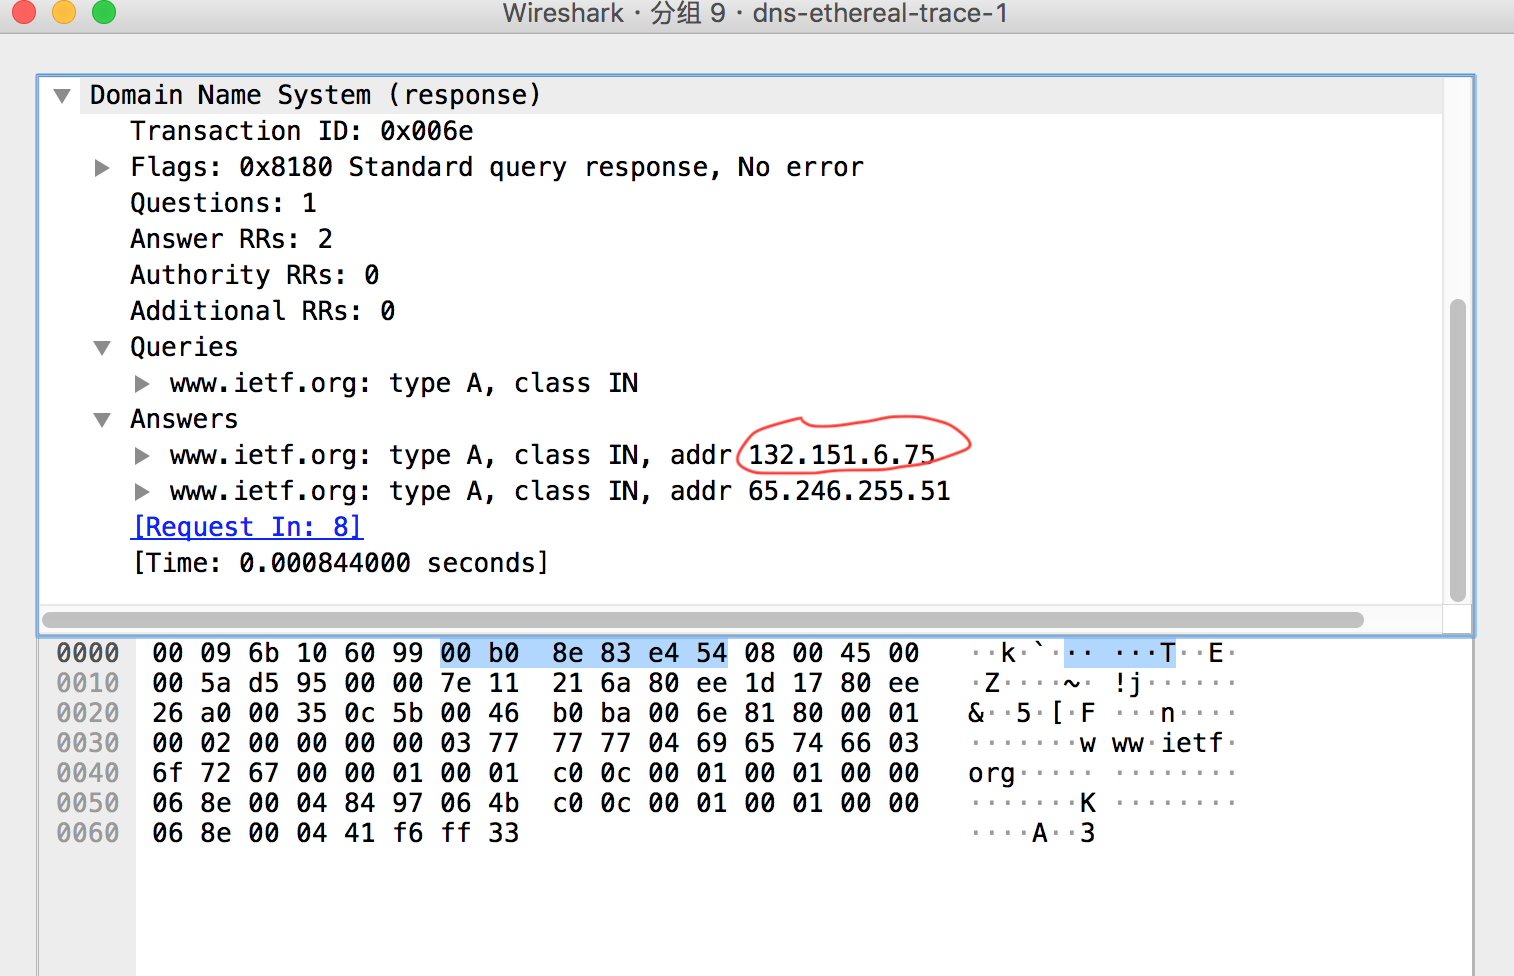 Wireshark · 分组 9 · dns-ethereal-trace-1
Domain Name System (response)
Transaction ID: 0x006e
Flags: 0x8180 Standard query response, No error
Questions: 1
Answer RRs: 2
Authority RRs: 0
Additional RRs: 0
Queries
www.ietf.org: type A, class IN
Answers
www.ietf.org: type A, class IN, addr 132.151.6.75
www.ietf.org: type A, class IN, addr 65.246.255.51
[Request In: 8]
[Time: 0.000844000 seconds]
0000 00 09 6b 10 60 99 00 b0 8e 83 e4 54 08 00 45 00 ··k·`··· ···T··E·
0010 00 5a d5 95 00 00 7e 11 21 6a 80 ee 1d 17 80 ee ·Z····~· !j······
0020 26 a0 00 35 0c 5b 00 46 b0 ba 00 6e 81 80 00 01 &··5·[·F ···n····
0030 00 02 00 00 00 00 03 77 77 77 04 69 65 74 66 03 ·······w ww·ietf·
0040 6f 72 67 00 00 01 00 01 c0 0c 00 01 00 01 00 00 org····· ········
0050 06 8e 00 04 84 97 06 4b c0 0c 00 01 00 01 00 00 ·······K ········
0060 06 8e 00 04 41 f6 ff 33 ····A··3